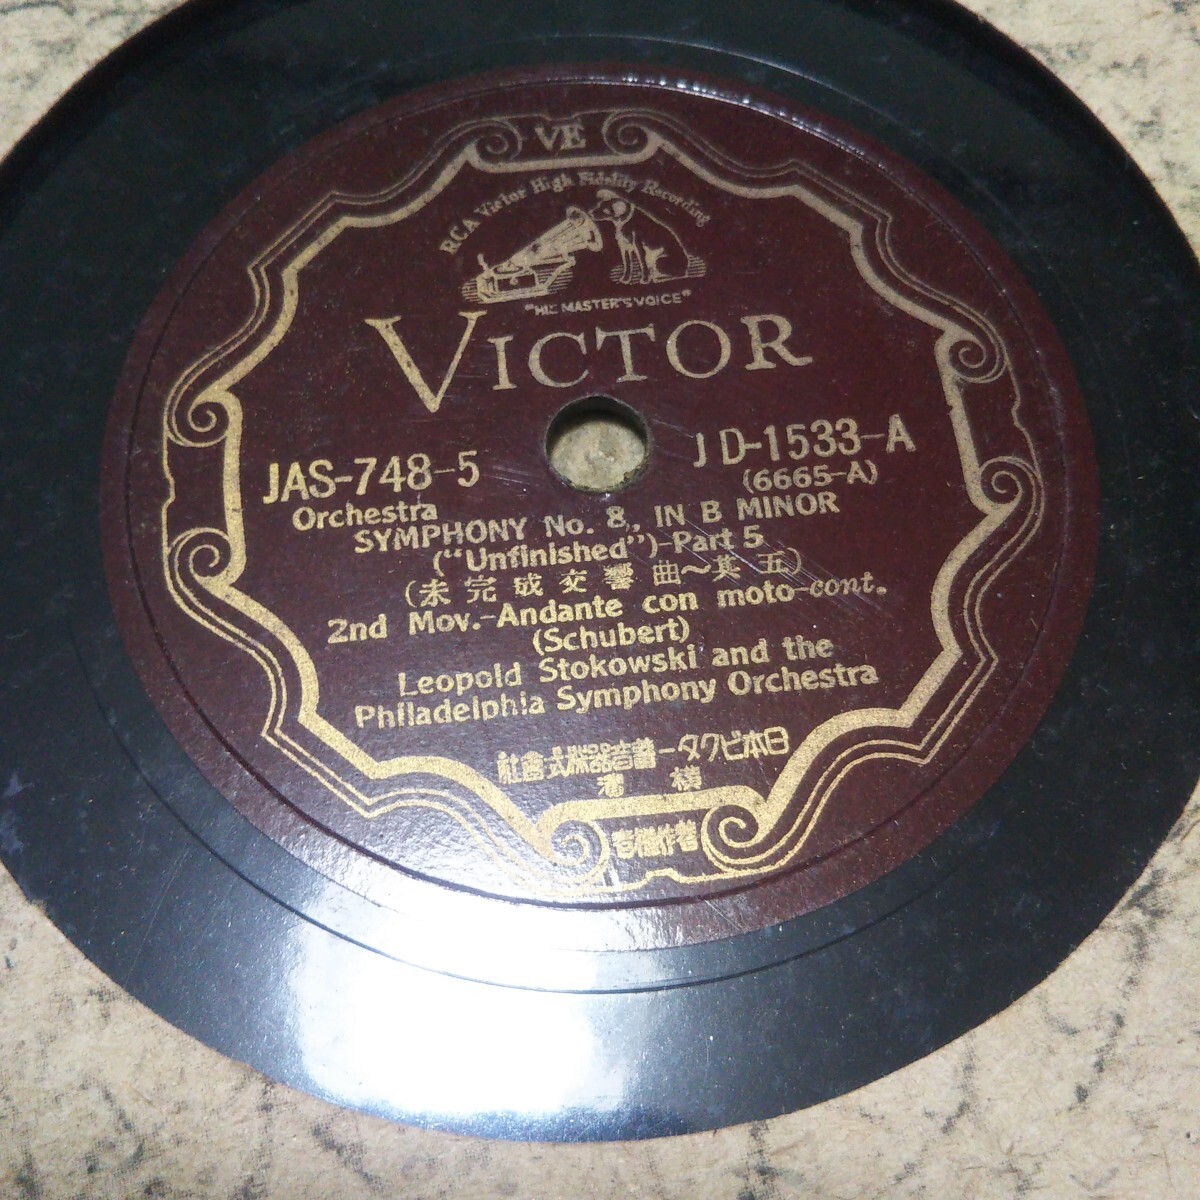 VE
RCA Victor High Fidelity Recording
"HIS MASTER'S VOICE"
VICTOR
JAS-748-5
JD-1533-A
(6665-A)
Orchestra
SYMPHONY No. 8,, IN B MINOR
("Unfinished")-Part 5
(未完成交響曲~其五)
2nd Mov.-Andante con moto-cont.
(Schubert)
Leopold Stokowski and the
Philadelphia Symphony Orchestra
日本ビクター蓄音器株式會社
横濱
著作權所有